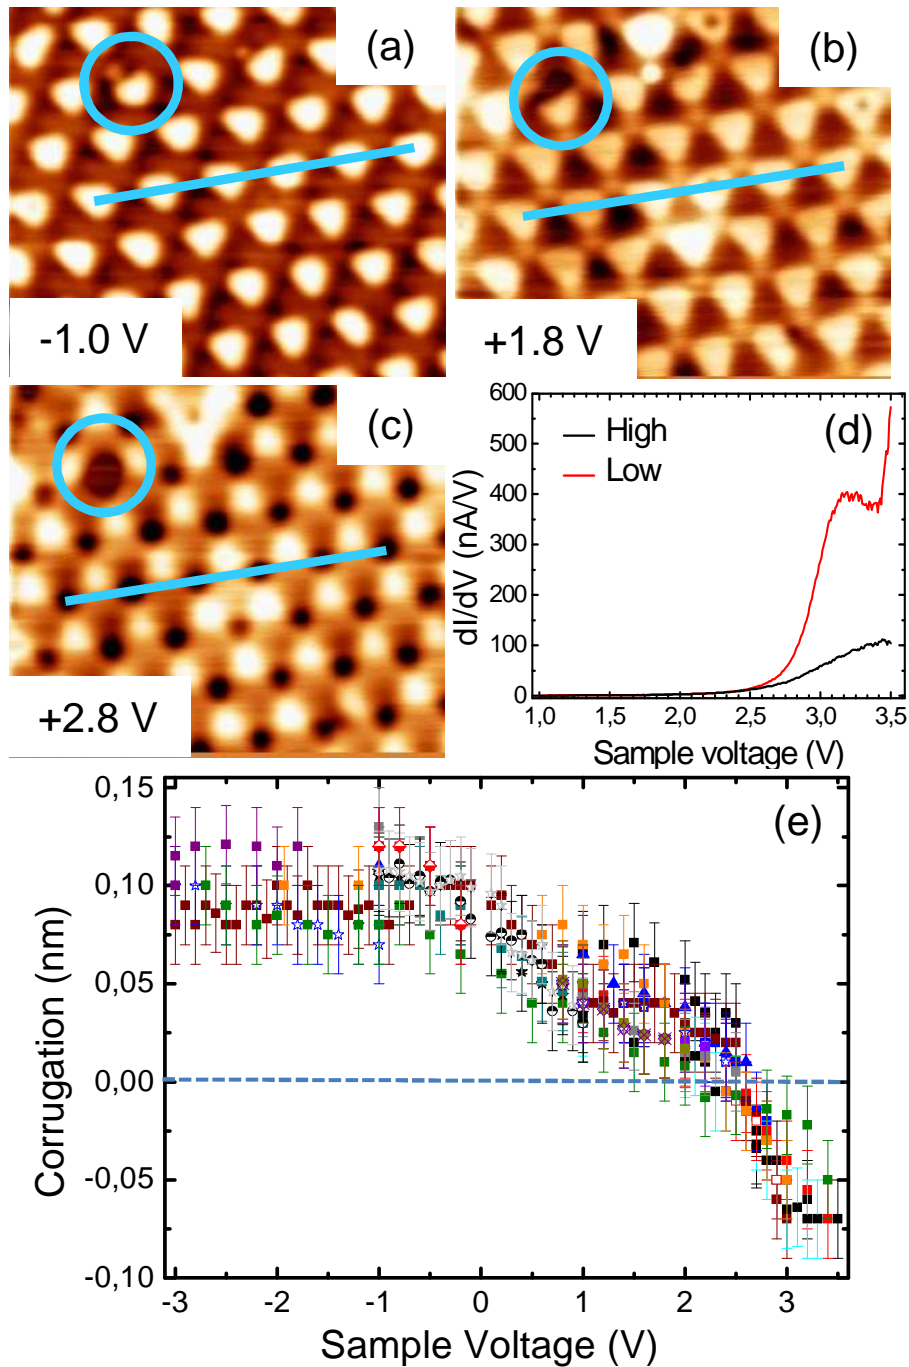 (a)
-1.0 V
(b)
+1.8 V
(c)
+2.8 V
(d)
High
Low
dI/dV (nA/V)
600
500
400
300
200
100
0
1,0 1,5 2,0 2,5 3,0 3,5
Sample voltage (V)
(e)
Corrugation (nm)
0,15
0,10
0,05
0,00
-0,05
-0,10
-3 -2 -1 0 1 2 3
Sample Voltage (V)